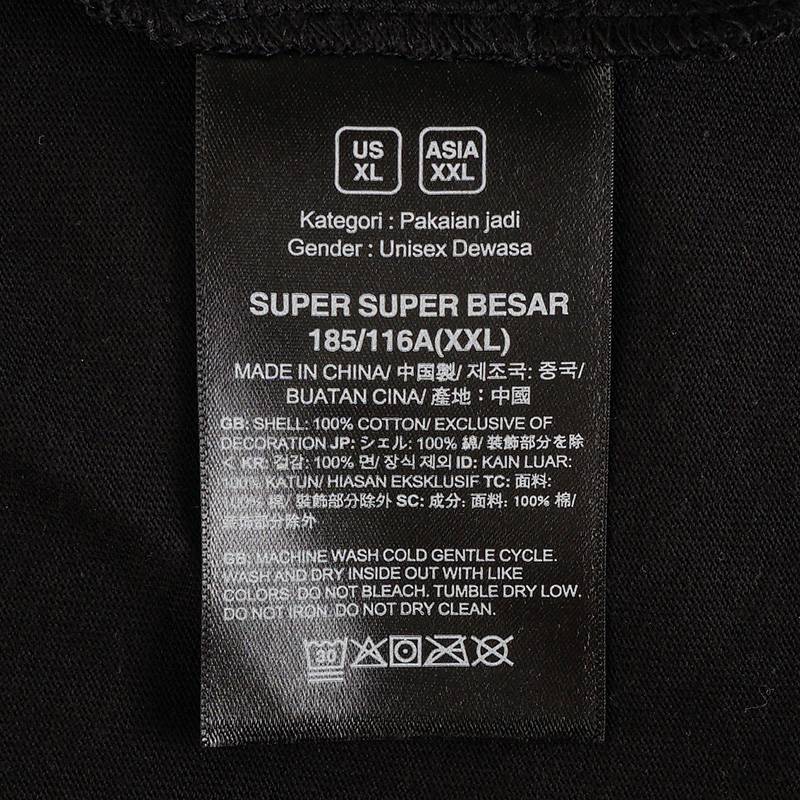 US
XL
ASIA
XXL
Kategori : Pakaian jadi
Gender : Unisex Dewasa
SUPER SUPER BESAR
185/116A(XXL)
MADE IN CHINA/ 中国製/ 제조국: 중국/
BUATAN CINA/ 產地：中國
GB: SHELL: 100% COTTON/ EXCLUSIVE OF
DECORATION JP: シェル: 100% 綿/ 装飾部分を除
く KR: 겉감: 100% 면/ 장식 제외 ID: KAIN LUAR:
100% KATUN/ HIASAN EKSKLUSIF TC: 面料:
100% 棉/ 裝飾部分除外 SC: 成分: 面料: 100% 棉/
装饰部分除外
GB: MACHINE WASH COLD GENTLE CYCLE.
WASH AND DRY INSIDE OUT WITH LIKE
COLORS. DO NOT BLEACH. TUMBLE DRY LOW.
DO NOT IRON. DO NOT DRY CLEAN.
30